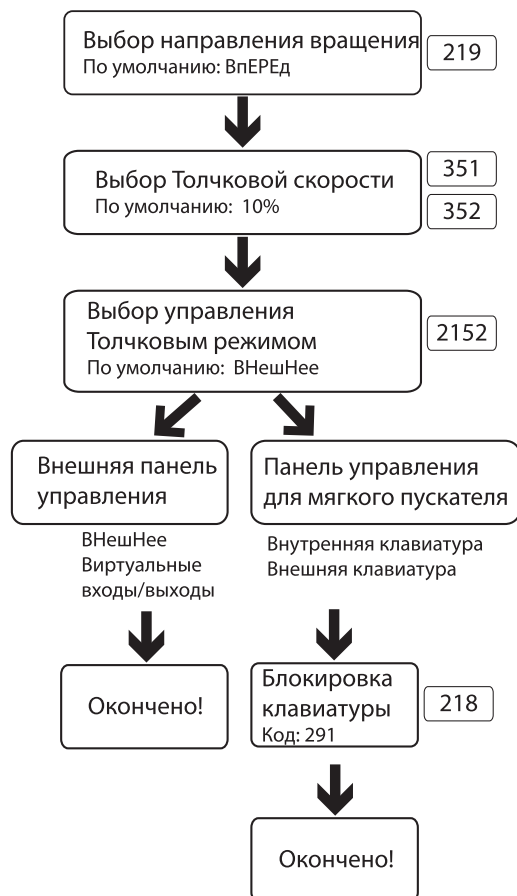 Выбор направления вращения
По умолчанию: ВпЕРЕд
219
Выбор Толчковой скорости
По умолчанию: 10%
351
352
Выбор управления
Толчковым режимом
По умолчанию: ВНешНее
2152
Внешняя панель
управления
ВНешНее
Виртуальные
входы/выходы
Окончено!
Панель управления
для мягкого пускателя
Внутренняя клавиатура
Внешняя клавиатура
Блокировка
клавиатуры
Код: 291
218
Окончено!